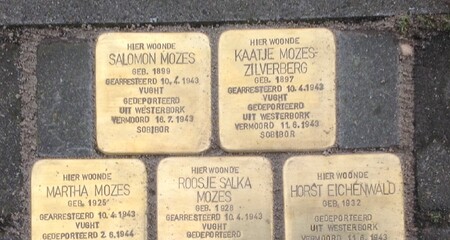 HIER WOONDE
SALOMON MOZES
GEB. 1899
GEARRESTEERD 10.4.1943
VUGHT
GEDEPORTEERD
UIT WESTERBORK
VERMOORD 16.7.1943
SOBIBOR
HIER WOONDE
KAATJE MOZES-
ZILVERBERG
GEB. 1897
GEARRESTEERD 10.4.1943
VUGHT
GEDEPORTEERD
UIT WESTERBORK
VERMOORD 11.6.1943
SOBIBOR
HIER WOONDE
MARTHA MOZES
GEB. 1925
GEARRESTEERD 10.4.1943
VUGHT
GEDEPORTEERD 2.6.1944
HIER WOONDE
ROOSJE SALKA
MOZES
GEB. 1928
GEARRESTEERD 10.4.1943
VUGHT
GEDEPORTEERD
HIER WOONDE
HORST EICHENWALD
GEB. 1932
GEDEPORTEERD
UIT WESTERBORK
VERMOORD 11.6.1943